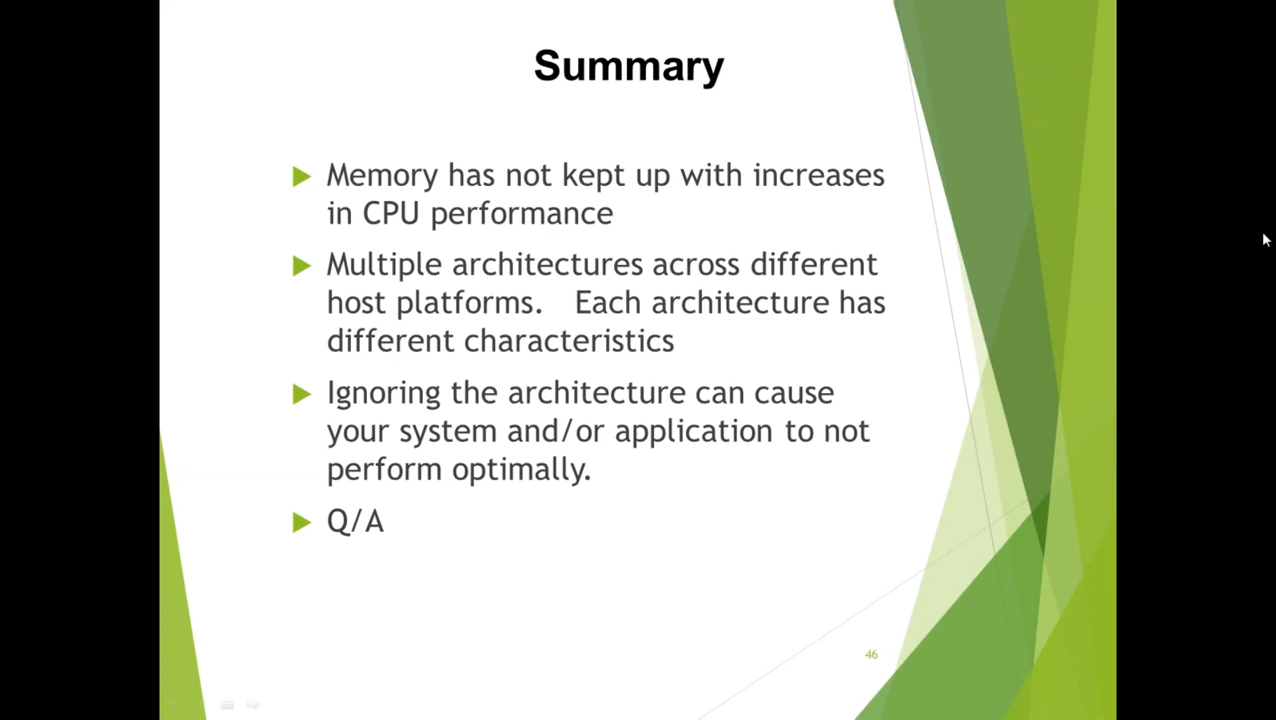 Summary
Memory has not kept up with increases
in CPU performance
Multiple architectures across different
host platforms.   Each architecture has
different characteristics
Ignoring the architecture can cause
your system and/or application to not
perform optimally.
Q/A
46